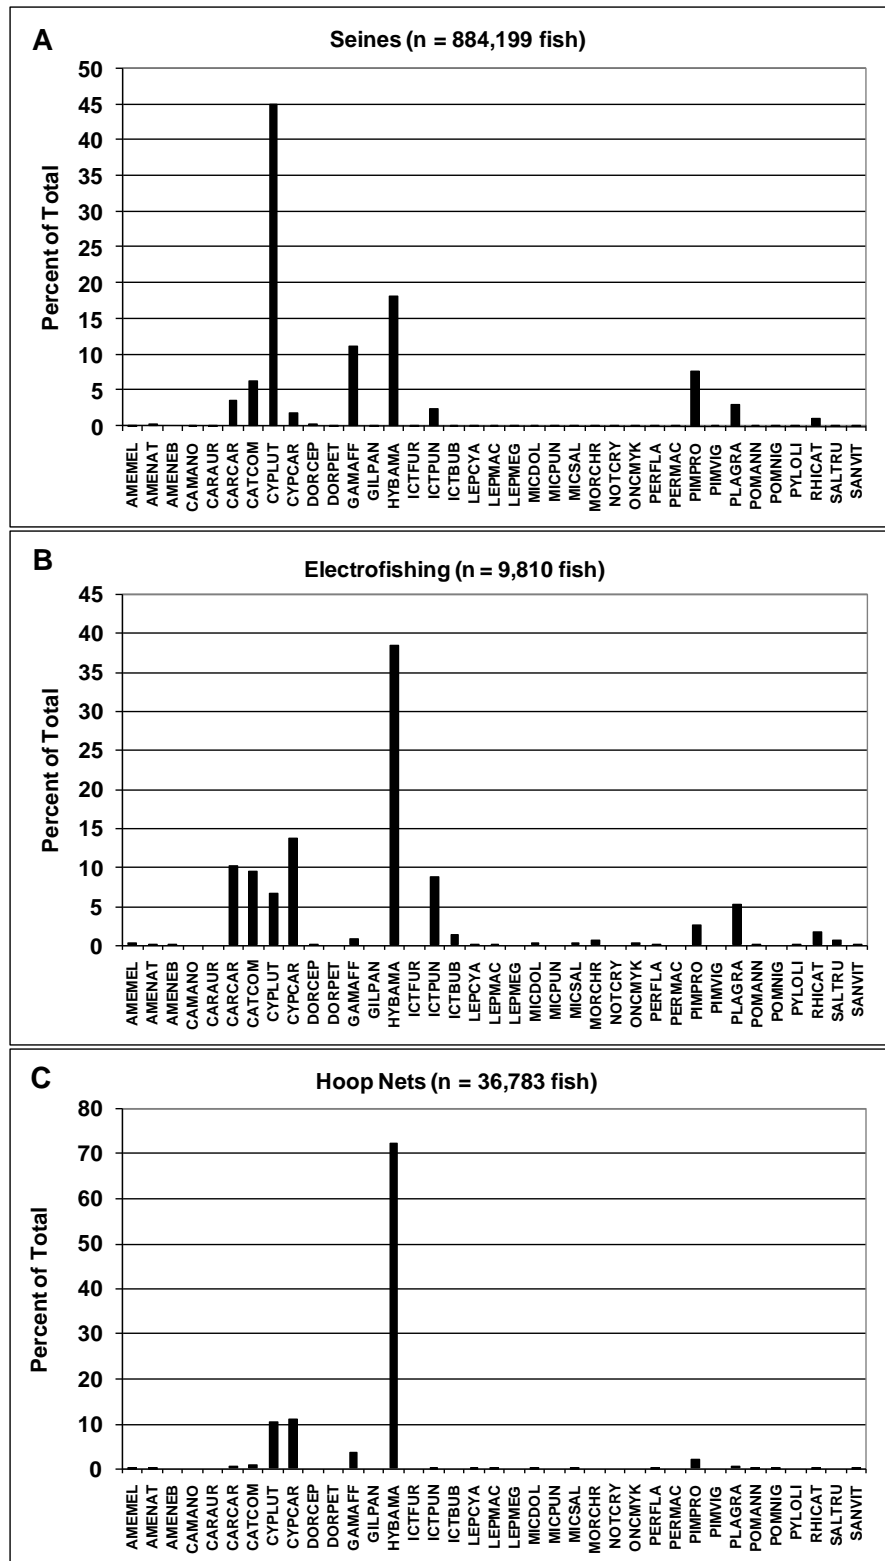 A
Seines (n = 884,199 fish)
Percent of Total
50
45
40
35
30
25
20
15
10
5
0
AMEMEL AMENAT AMENEB CAMANO CARAUR CARCAR CATCOM CYPLUT CYPCAR DORCEP DORPET GAMAFF GILPAN HYBAMA ICTFUR ICTPUN ICTBUB LEPCYA LEPMAC LEPMEG MICDOL MICPUN MICSAL MORCHR NOTCRY ONCMYK PERFLA PERMAC PIMPRO PIMVIG PLAGRA POMANN POMNIG PYLOLI RHICAT SALTRU SANVIT
B
Electrofishing (n = 9,810 fish)
Percent of Total
45
40
35
30
25
20
15
10
5
0
AMEMEL AMENAT AMENEB CAMANO CARAUR CARCAR CATCOM CYPLUT CYPCAR DORCEP DORPET GAMAFF GILPAN HYBAMA ICTFUR ICTPUN ICTBUB LEPCYA LEPMAC LEPMEG MICDOL MICPUN MICSAL MORCHR NOTCRY ONCMYK PERFLA PERMAC PIMPRO PIMVIG PLAGRA POMANN POMNIG PYLOLI RHICAT SALTRU SANVIT
C
Hoop Nets (n = 36,783 fish)
Percent of Total
80
70
60
50
40
30
20
10
0
AMEMEL AMENAT AMENEB CAMANO CARAUR CARCAR CATCOM CYPLUT CYPCAR DORCEP DORPET GAMAFF GILPAN HYBAMA ICTFUR ICTPUN ICTBUB LEPCYA LEPMAC LEPMEG MICDOL MICPUN MICSAL MORCHR NOTCRY ONCMYK PERFLA PERMAC PIMPRO PIMVIG PLAGRA POMANN POMNIG PYLOLI RHICAT SALTRU SANVIT